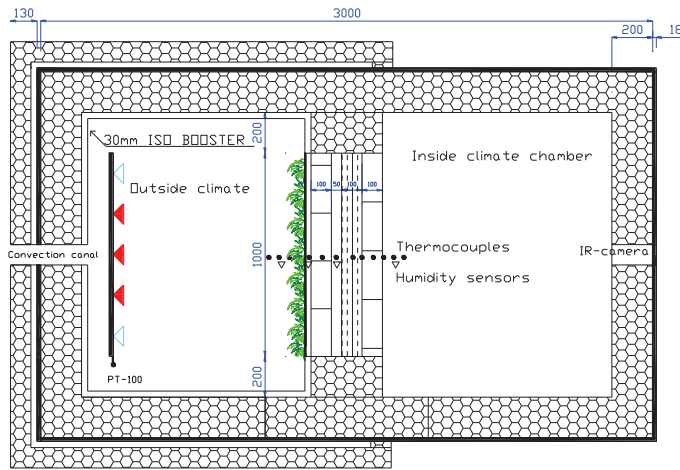 130
3000
200
18
200
30mm ISO BOOSTER
Inside climate chamber
Outside climate
100
50
100
100
1000
Convection canal
Thermocouples
IR-camera
Humidity sensors
PT-100
200